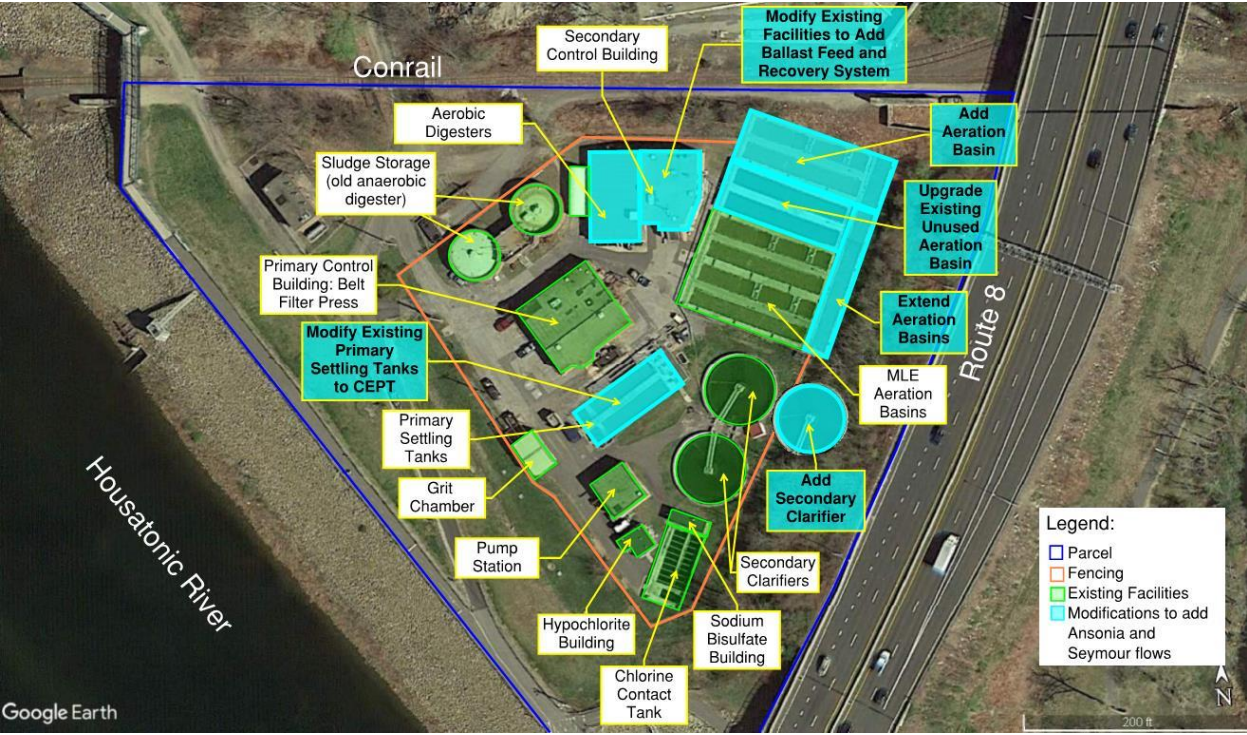 Modify Existing
Facilities to Add
Ballast Feed and
Recovery System
Secondary
Control Building
Conrail
Aerobic
Digesters
Add
Aeration
Basin
Sludge Storage
(old anaerobic
digester)
Upgrade
Existing
Unused
Aeration
Basin
Primary Control
Building: Belt
Filter Press
Extend
Aeration
Basins
Route 8
Modify Existing
Primary
Settling Tanks
to CEPT
MLE
Aeration
Basins
Primary
Settling
Tanks
Housatonic River
Grit
Chamber
Add
Secondary
Clarifier
Pump
Station
Secondary
Clarifiers
Hypochlorite
Building
Sodium
Bisulfate
Building
Chlorine
Contact
Tank
Legend:
Parcel
Fencing
Existing Facilities
Modifications to add
Ansonia and
Seymour flows
N
200 ft
Google Earth